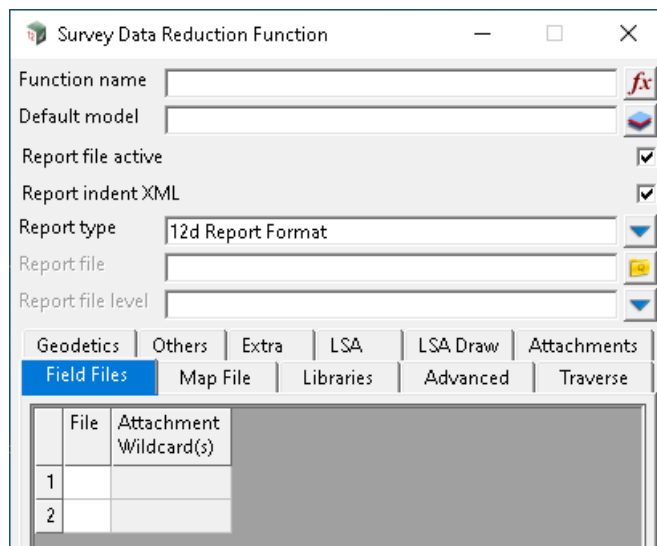 Survey Data Reduction Function
Function name
Default model
Report file active
Report indent XML
Report type 12d Report Format
Report file
Report file level
Geodetics Others Extra LSA LSA Draw Attachments
Field Files Map File Libraries Advanced Traverse
File Attachment
Wildcard(s)
1
2